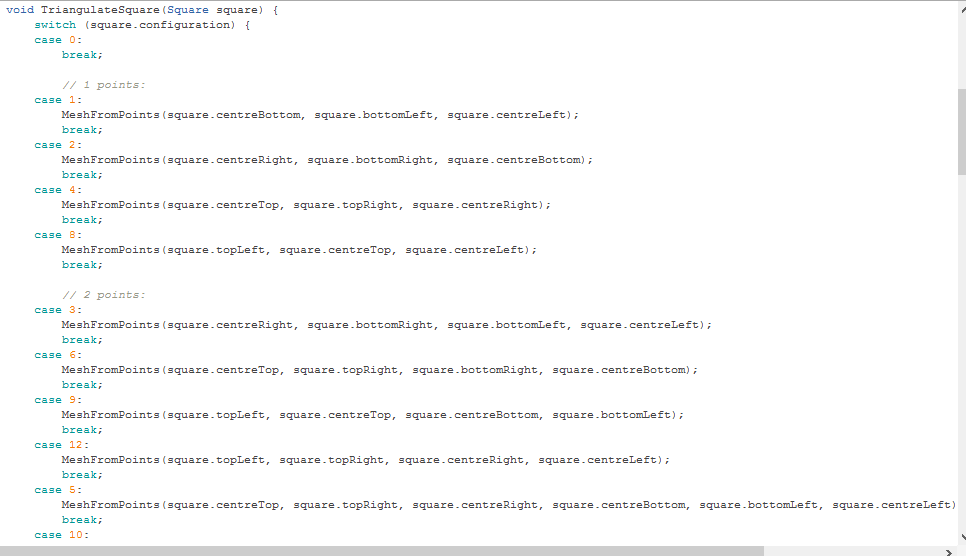 void TriangulateSquare(Square square) {
    switch (square.configuration) {
    case 0:
        break;

        // 1 points:
    case 1:
        MeshFromPoints(square.centreBottom, square.bottomLeft, square.centreLeft);
        break;
    case 2:
        MeshFromPoints(square.centreRight, square.bottomRight, square.centreBottom);
        break;
    case 4:
        MeshFromPoints(square.centreTop, square.topRight, square.centreRight);
        break;
    case 8:
        MeshFromPoints(square.topLeft, square.centreTop, square.centreLeft);
        break;

        // 2 points:
    case 3:
        MeshFromPoints(square.centreRight, square.bottomRight, square.bottomLeft, square.centreLeft);
        break;
    case 6:
        MeshFromPoints(square.centreTop, square.topRight, square.bottomRight, square.centreBottom);
        break;
    case 9:
        MeshFromPoints(square.topLeft, square.centreTop, square.centreBottom, square.bottomLeft);
        break;
    case 12:
        MeshFromPoints(square.topLeft, square.topRight, square.centreRight, square.centreLeft);
        break;
    case 5:
        MeshFromPoints(square.centreTop, square.topRight, square.centreRight, square.centreBottom, square.bottomLeft, square.centreLeft)
        break;
    case 10: